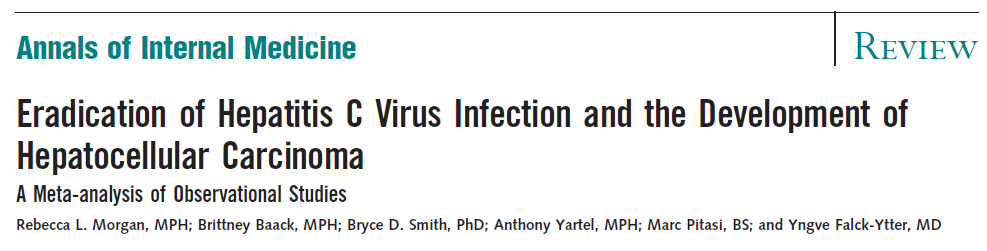 Annals of Internal Medicine
REVIEW
Eradication of Hepatitis C Virus Infection and the Development of
Hepatocellular Carcinoma
A Meta-analysis of Observational Studies
Rebecca L. Morgan, MPH; Brittney Baack, MPH; Bryce D. Smith, PhD; Anthony Yartel, MPH; Marc Pitasi, BS; and Yngve Falck-Ytter, MD